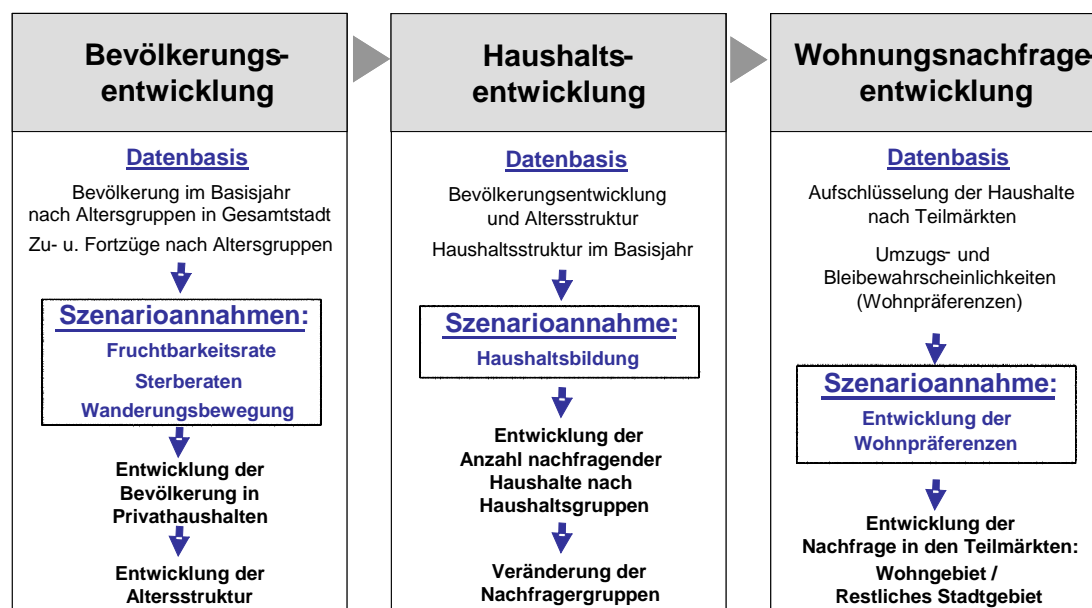 Bevölkerungs-
entwicklung
Datenbasis
Bevölkerung im Basisjahr
nach Altersgruppen in Gesamtstadt
Zu- u. Fortzüge nach Altersgruppen
Szenarioannahmen:
Fruchtbarkeitsrate
Sterberaten
Wanderungsbewegung
Entwicklung der
Bevölkerung in
Privathaushalten
Entwicklung der
Altersstruktur
Haushalts-
entwicklung
Datenbasis
Bevölkerungsentwicklung
und Altersstruktur
Haushaltsstruktur im Basisjahr
Szenarioannahme:
Haushaltsbildung
Entwicklung der
Anzahl nachfragender
Haushalte nach
Haushaltsgruppen
Veränderung der
Nachfragergruppen
Wohnungsnachfrage-
entwicklung
Datenbasis
Aufschlüsselung der Haushalte
nach Teilmärkten
Umzugs- und
Bleibewahrscheinlichkeiten
(Wohnpräferenzen)
Szenarioannahme:
Entwicklung der
Wohnpräferenzen
Entwicklung der
Nachfrage in den Teilmärkten:
Wohngebiet /
Restliches Stadtgebiet